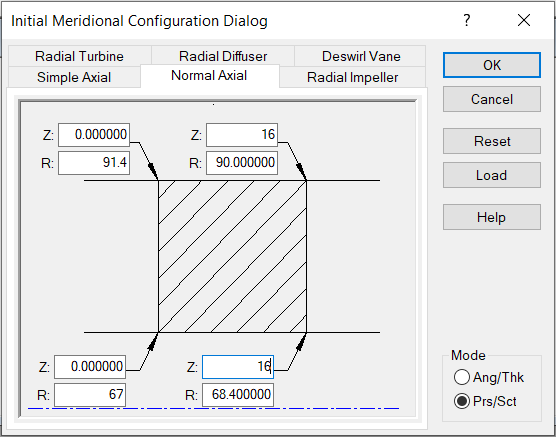 Initial Meridional Configuration Dialog ? ×
Radial Turbine Radial Diffuser Deswirl Vane
Simple Axial Normal Axial Radial Impeller
OK
Cancel
Reset
Load
Help
Z: 0.000000 Z: 16
R: 91.4 R: 90.000000
Z: 0.000000 Z: 16
R: 67 R: 68.400000
Mode
Ang/Thk
Prs/Sct